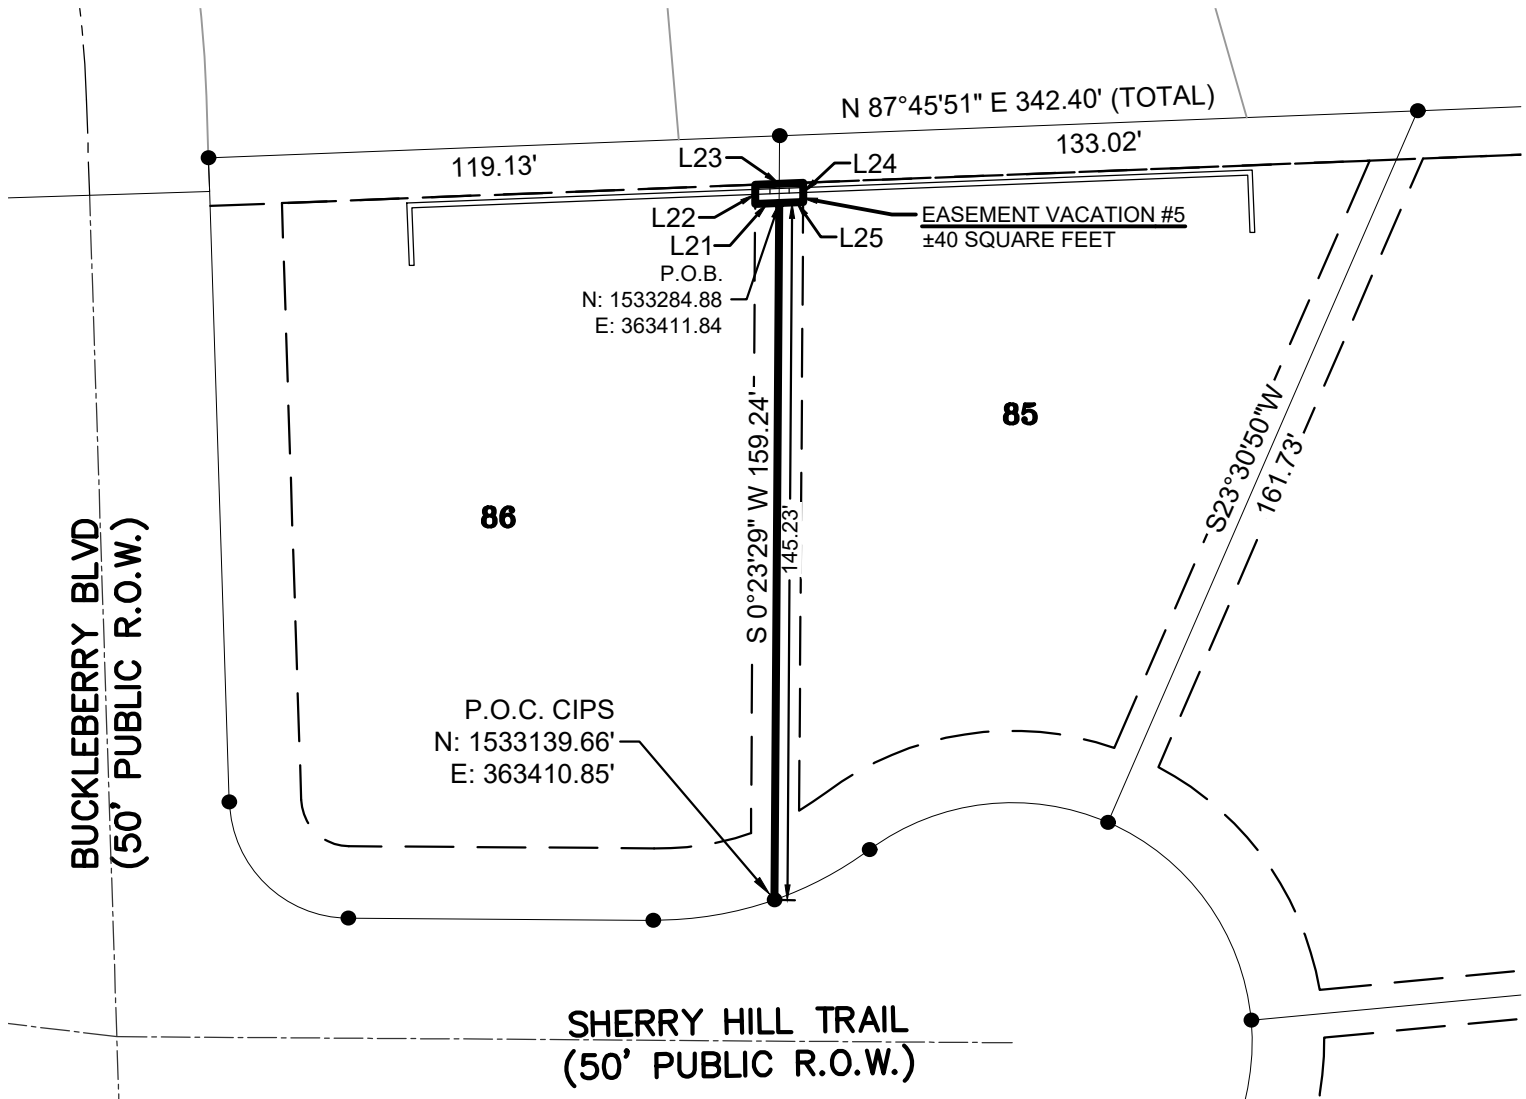 N 87°45'51" E 342.40' (TOTAL)
119.13'
133.02'
L23
L24
L22
L21
L25
EASEMENT VACATION #5
±40 SQUARE FEET
P.O.B.
N: 1533284.88
E: 363411.84
S 0°23'29" W 159.24'
145.23'
85
86
S23°30'50"W
161.73'
BUCKLEBERRY BLVD
(50' PUBLIC R.O.W.)
P.O.C. CIPS
N: 1533139.66'
E: 363410.85'
SHERRY HILL TRAIL
(50' PUBLIC R.O.W.)